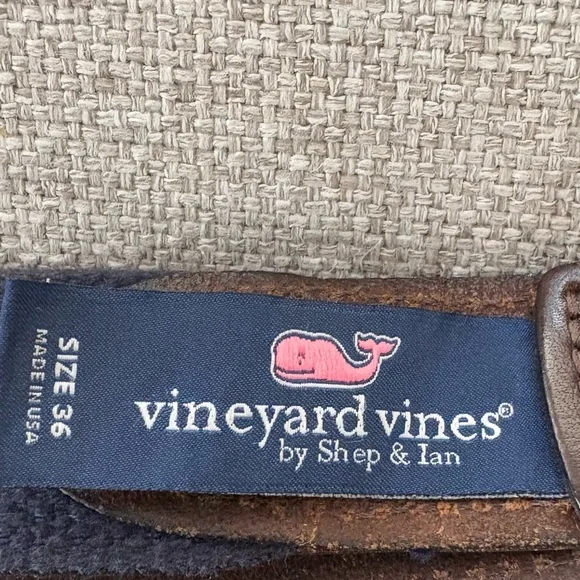 SIZE 36
MADE IN USA
vineyard vines®
by Shep & Ian